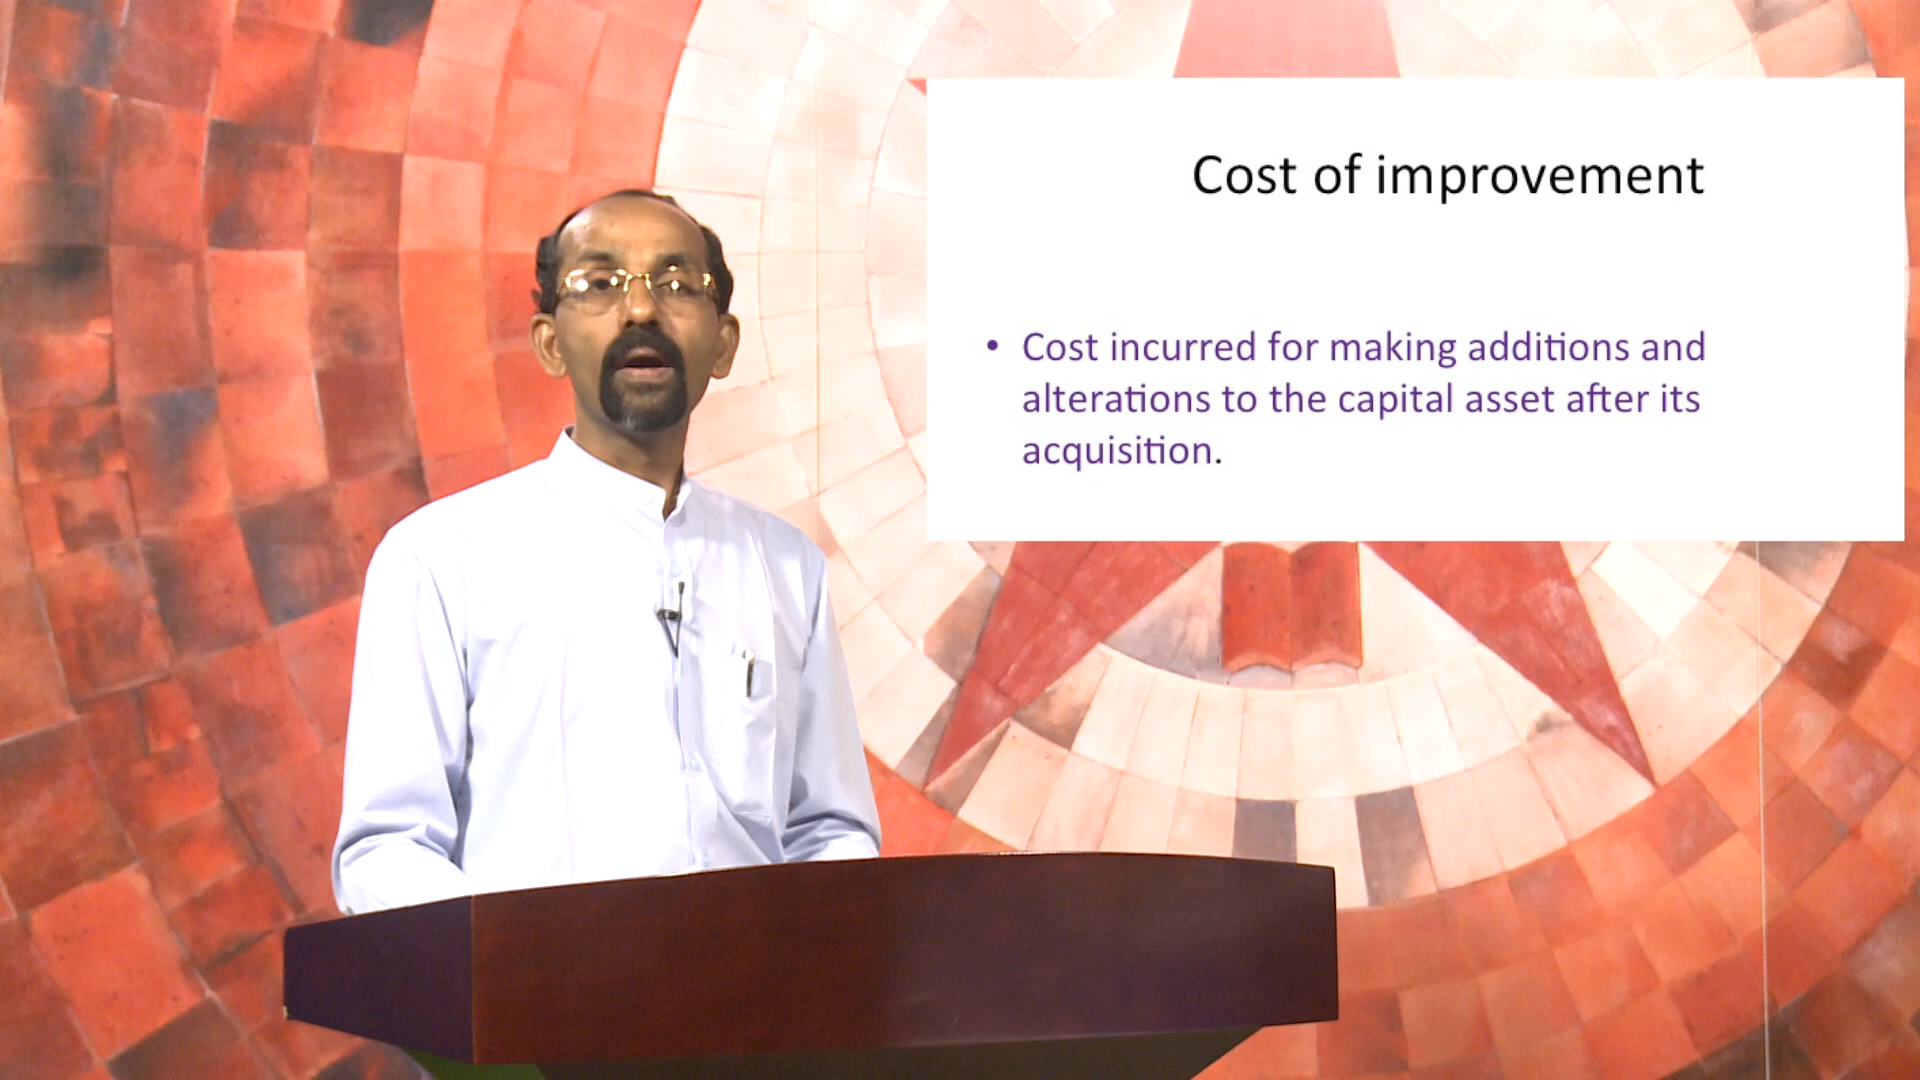 Cost of improvement
• Cost incurred for making additions and
alterations to the capital asset after its
acquisition.